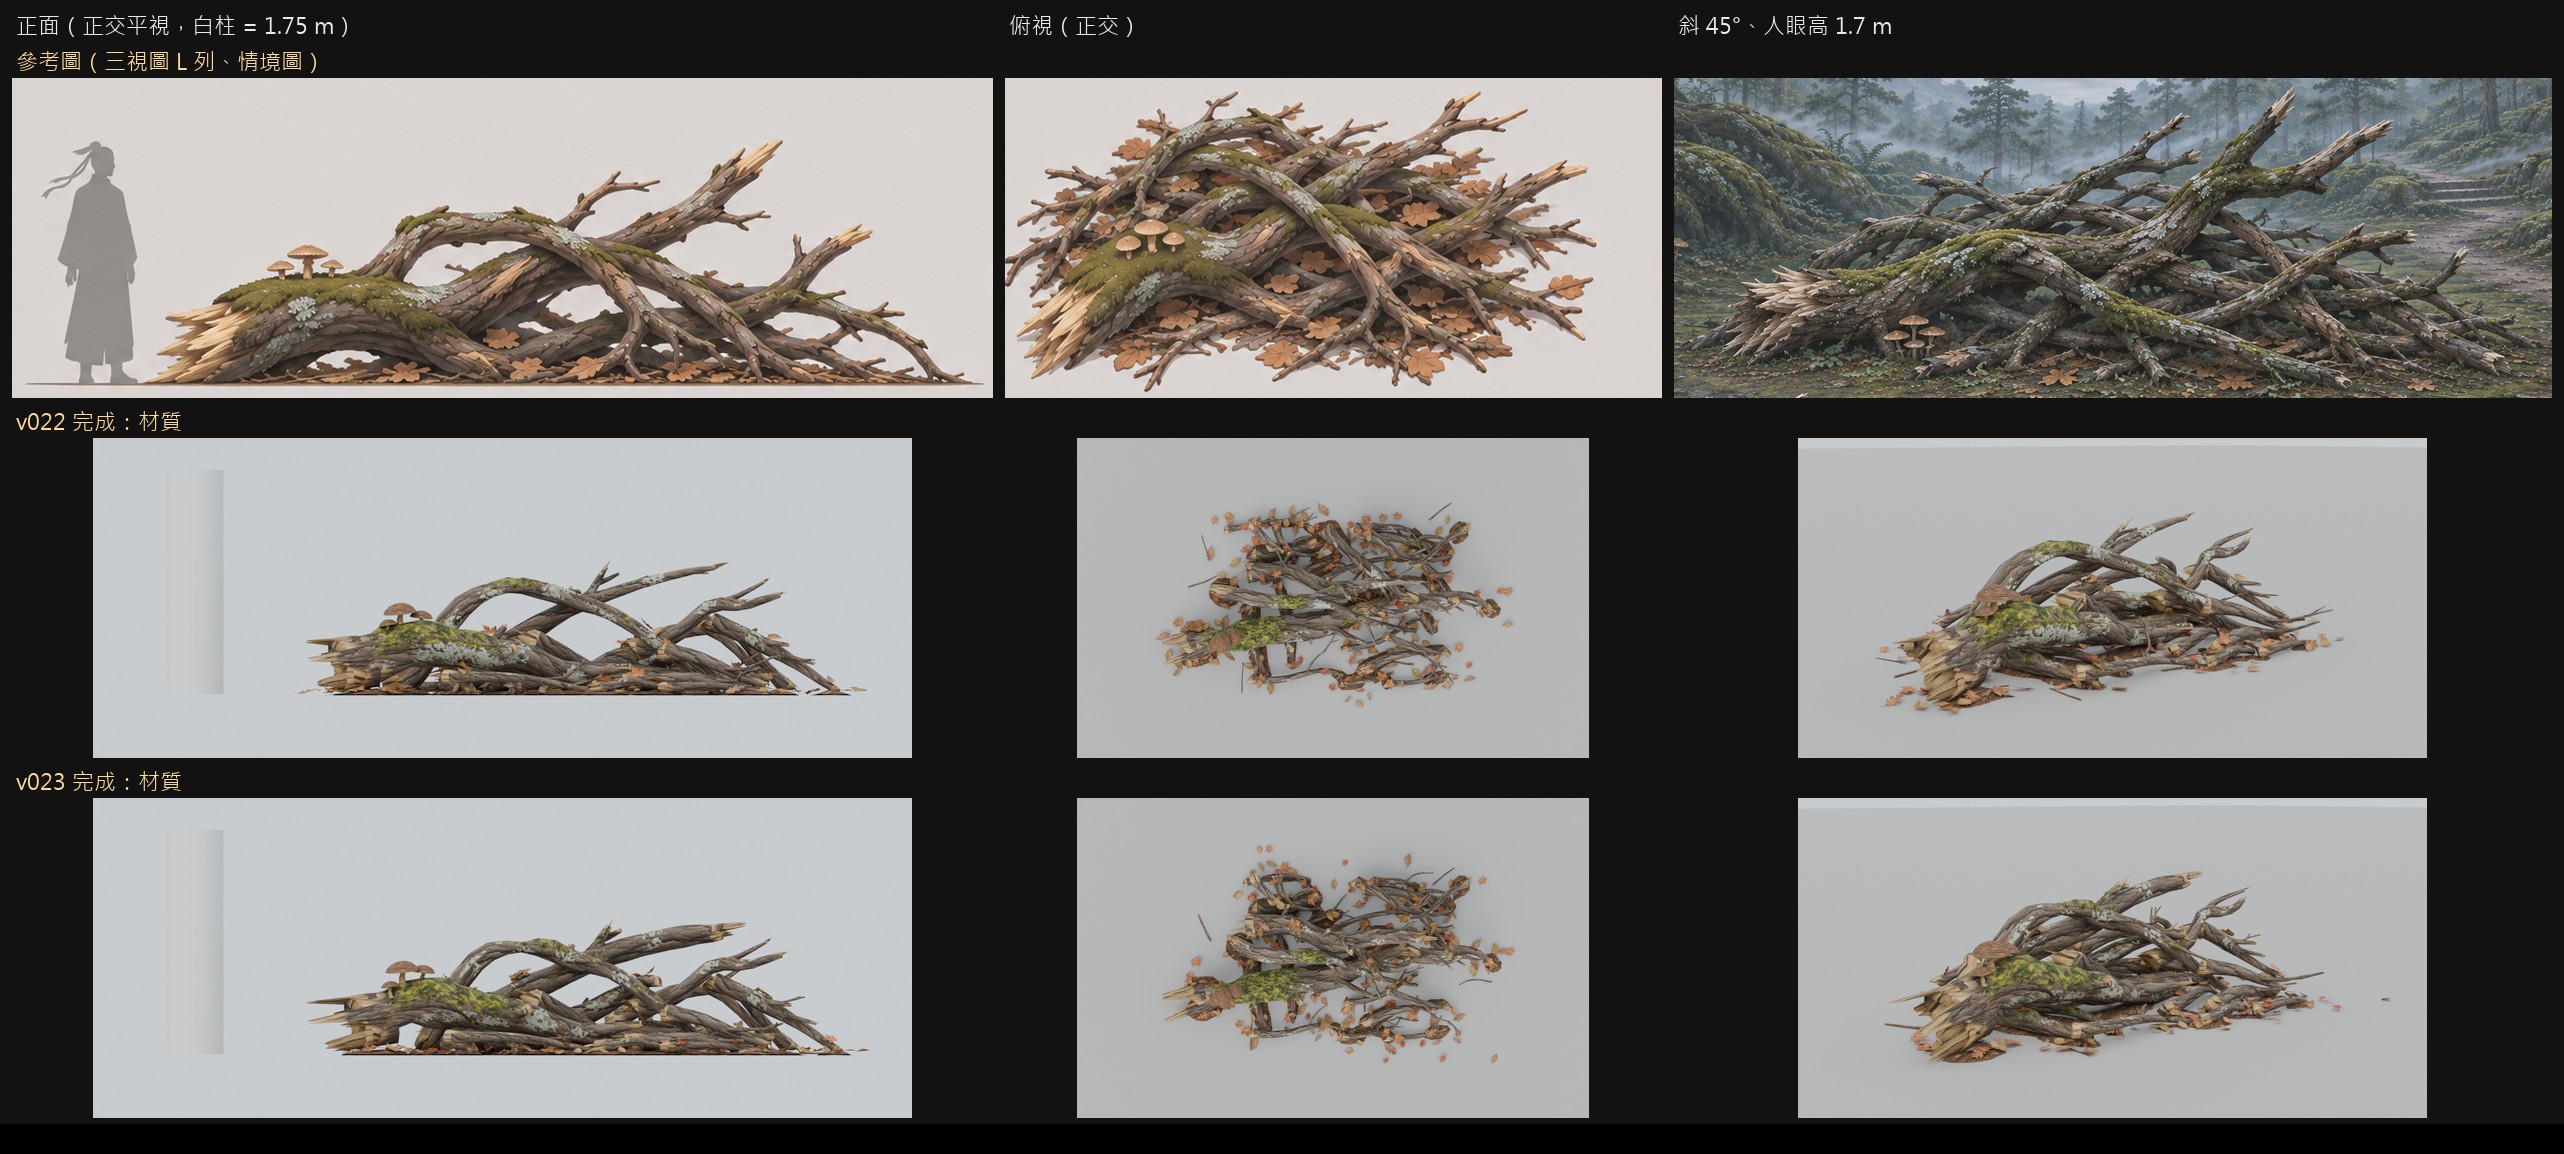 正面（正交平視，白柱 = 1.75 m）
俯視（正交）
斜 45°、人眼高 1.7 m
參考圖（三視圖 L 列、情境圖）
v022 完成：材質
v023 完成：材質